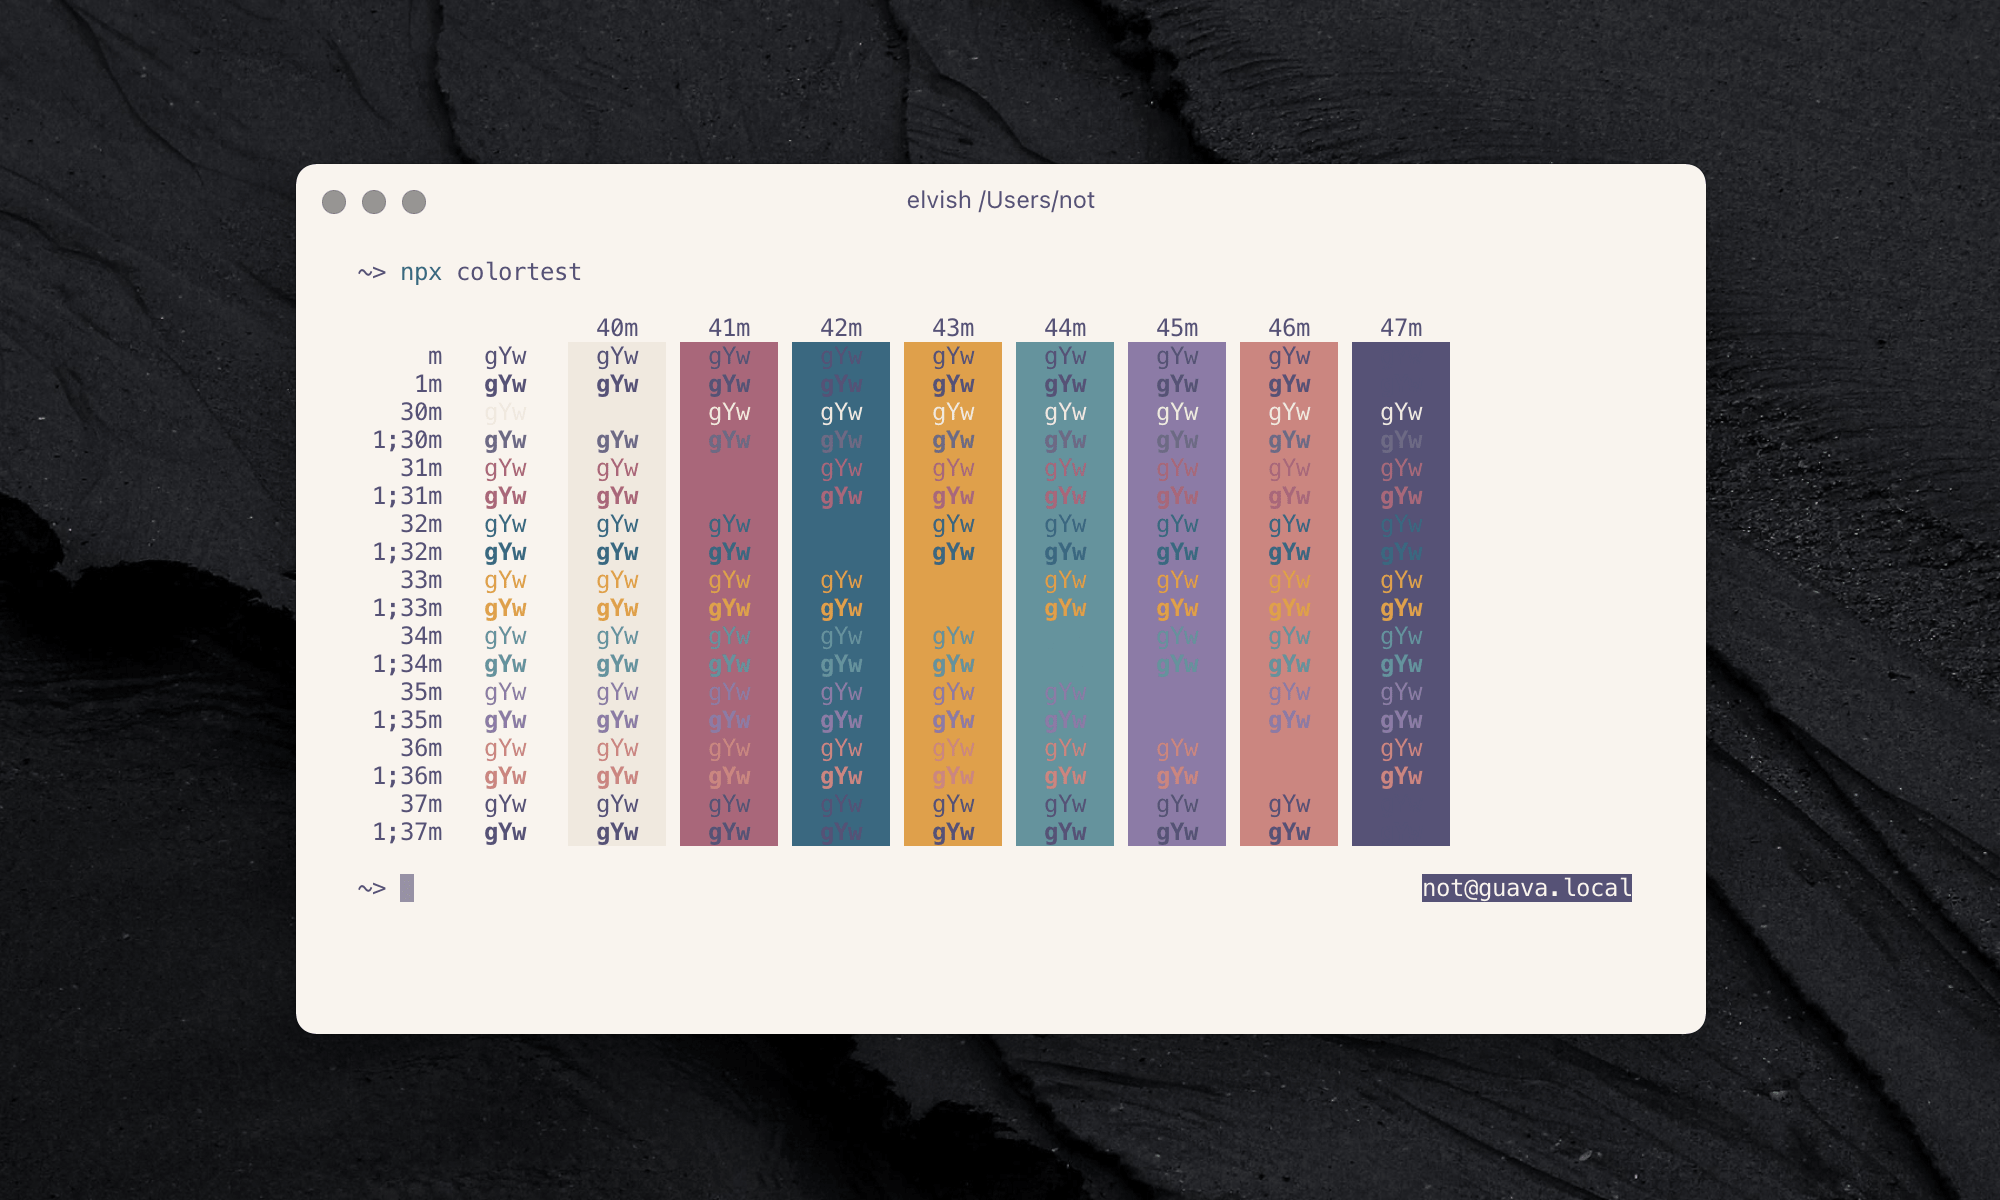 elvish /Users/not
~> npx colortest
40m 41m 42m 43m 44m 45m 46m 47m
m gYw gYw gYw gYw gYw gYw gYw gYw
1m gYw gYw gYw gYw gYw gYw gYw gYw
30m gYw gYw gYw gYw gYw gYw gYw gYw
1;30m gYw gYw gYw gYw gYw gYw gYw gYw gYw
31m gYw gYw gYw gYw gYw gYw gYw gYw
1;31m gYw gYw gYw gYw gYw gYw gYw gYw
32m gYw gYw gYw gYw gYw gYw gYw gYw
1;32m gYw gYw gYw gYw gYw gYw gYw gYw
33m gYw gYw gYw gYw gYw gYw gYw gYw
1;33m gYw gYw gYw gYw gYw gYw gYw gYw
34m gYw gYw gYw gYw gYw gYw gYw gYw
1;34m gYw gYw gYw gYw gYw gYw gYw gYw
35m gYw gYw gYw gYw gYw gYw gYw gYw
1;35m gYw gYw gYw gYw gYw gYw gYw gYw
36m gYw gYw gYw gYw gYw gYw gYw gYw
1;36m gYw gYw gYw gYw gYw gYw gYw gYw
37m gYw gYw gYw gYw gYw gYw gYw gYw
1;37m gYw gYw gYw gYw gYw gYw gYw gYw
~> not@guava.local